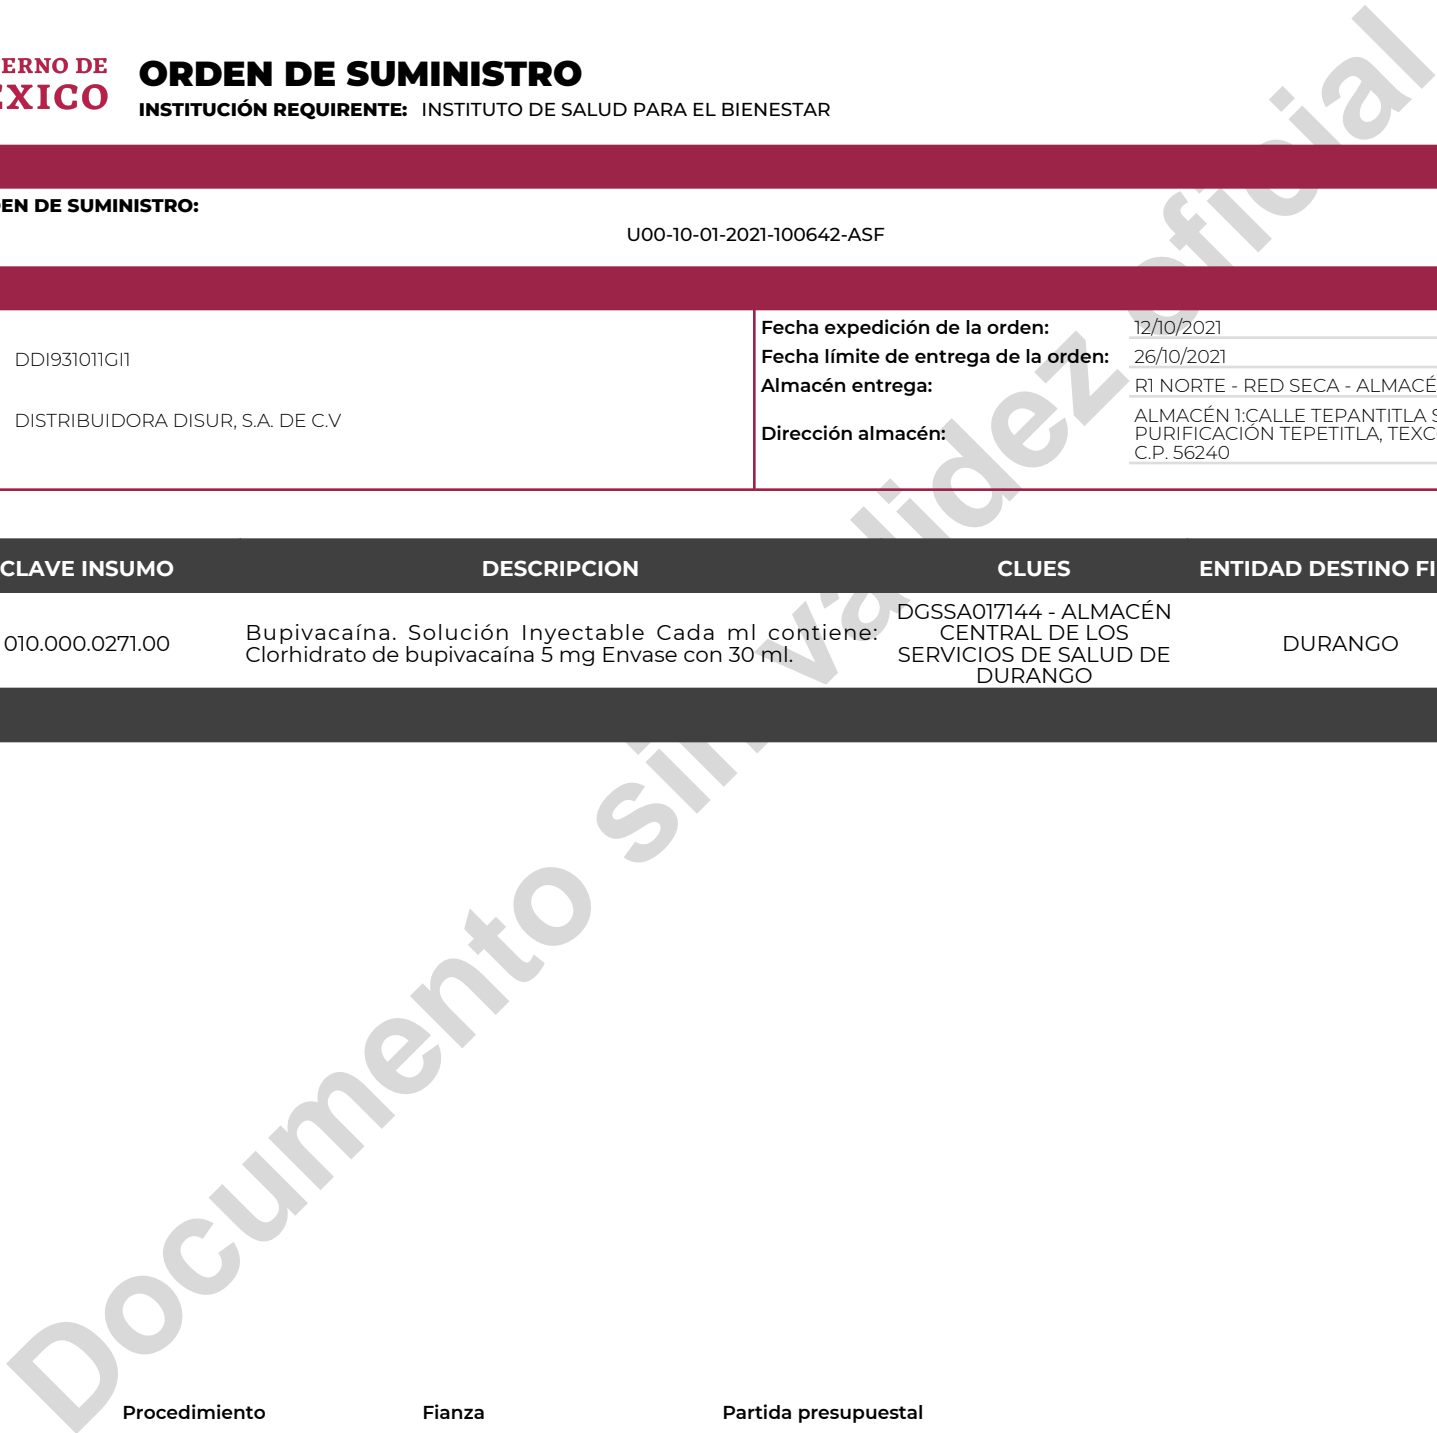 ERNO DE
EXICO
ORDEN DE SUMINISTRO
INSTITUCIÓN REQUIRENTE: INSTITUTO DE SALUD PARA EL BIENESTAR
EN DE SUMINISTRO:
U00-10-01-2021-100642-ASF
DDI931011GI1
DISTRIBUIDORA DISUR, S.A. DE C.V
Fecha expedición de la orden: 12/10/2021
Fecha límite de entrega de la orden: 26/10/2021
Almacén entrega: R1 NORTE - RED SECA - ALMACÉ
Dirección almacén: ALMACÉN 1:CALLE TEPANTITLA S
PURIFICACIÓN TEPETITLA, TEXC
C.P. 56240
CLAVE INSUMO DESCRIPCION CLUES ENTIDAD DESTINO FI
010.000.0271.00
Bupivacaína. Solución Inyectable Cada ml contiene:
Clorhidrato de bupivacaína 5 mg Envase con 30 ml.
DGSSA017144 - ALMACÉN
CENTRAL DE LOS
SERVICIOS DE SALUD DE
DURANGO
DURANGO
Documento sin validez oficial
Procedimiento Fianza Partida presupuestal